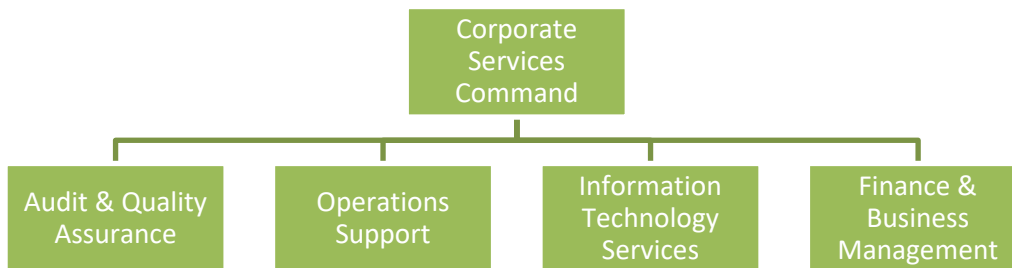 Corporate
Services
Command
Audit & Quality
Assurance
Operations
Support
Information
Technology
Services
Finance &
Business
Management